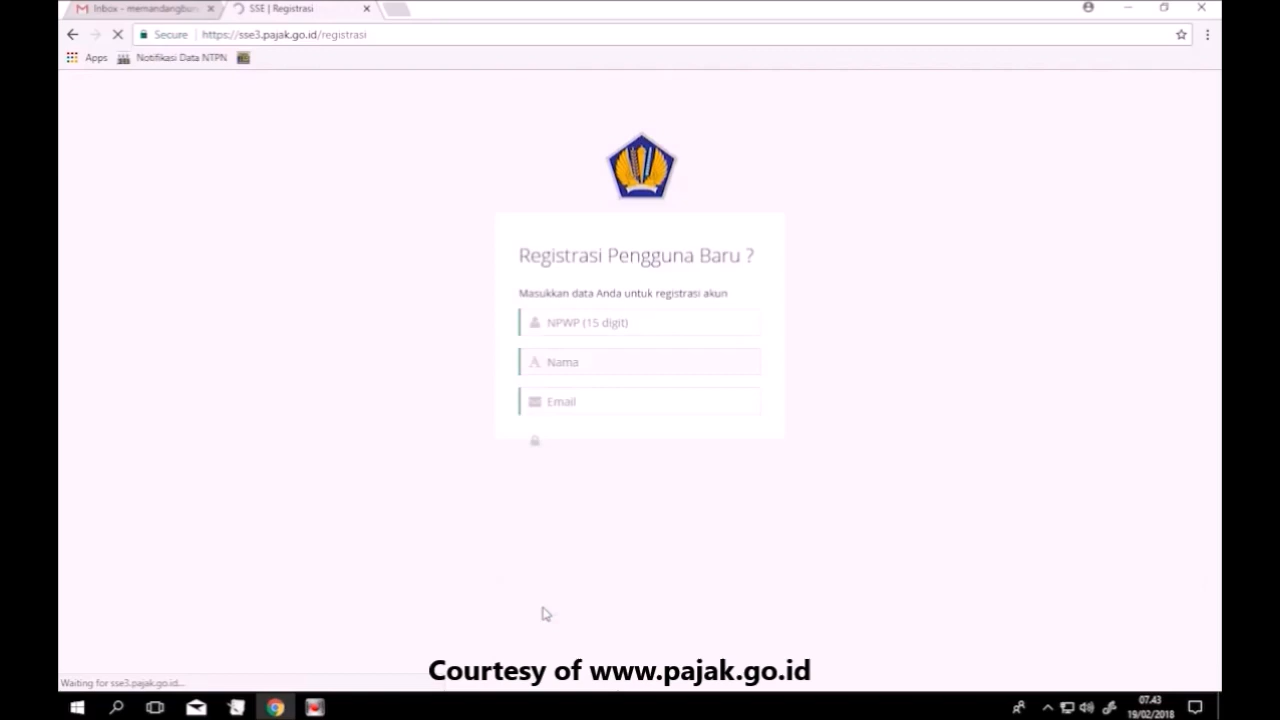 Inbox - memandangbun
SSE | Registrasi
Secure
https://sse3.pajak.go.id/registrasi
Apps
Notifikasi Data NTPN
Registrasi Pengguna Baru ?
Masukkan data Anda untuk registrasi akun
NPWP (15 digit)
Nama
Email
Courtesy of www.pajak.go.id
Waiting for sse3.pajak.go.id...
07.43
19/02/2018